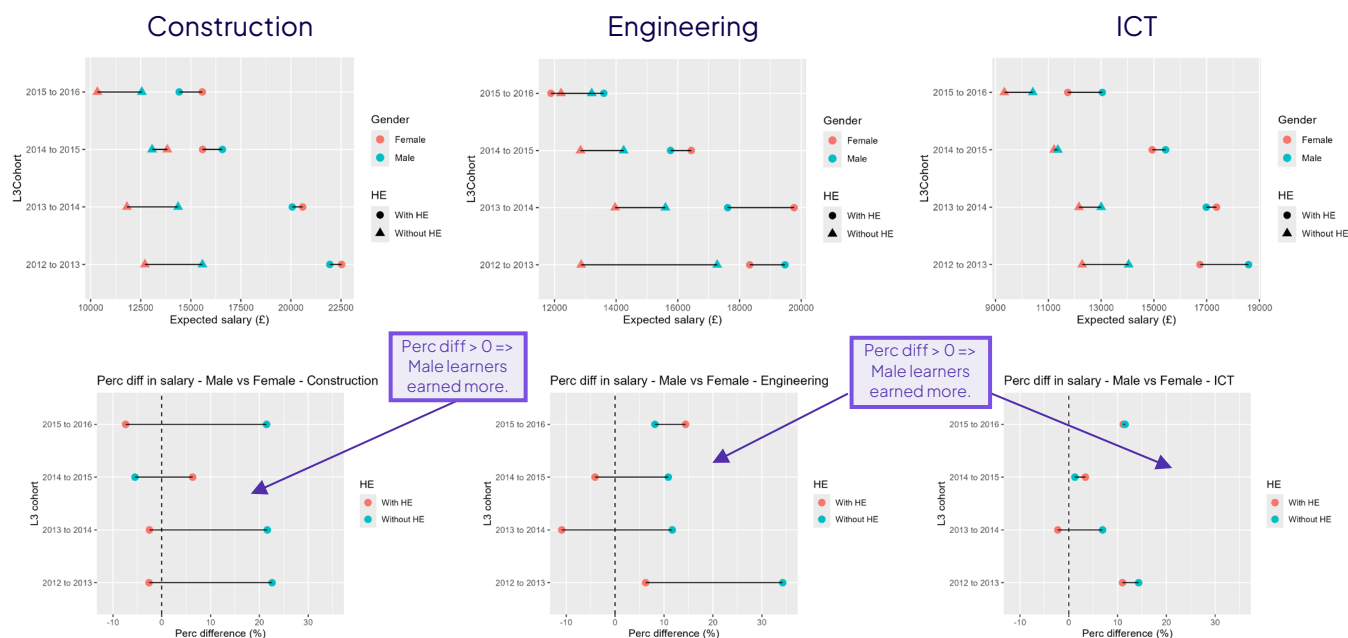 Construction
Engineering
ICT
L3Cohort
2015 to 2016
2014 to 2015
2013 to 2014
2012 to 2013
10000 12500 15000 17500 20000 22500
Expected salary (£)
Gender
Female
Male
HE
With HE
Without HE
L3Cohort
2015 to 2016
2014 to 2015
2013 to 2014
2012 to 2013
12000 14000 16000 18000 20000
Expected salary (£)
Gender
Female
Male
HE
With HE
Without HE
L3Cohort
2015 to 2016
2014 to 2015
2013 to 2014
2012 to 2013
9000 11000 13000 15000 17000 19000
Expected salary (£)
Gender
Female
Male
HE
With HE
Without HE
Perc diff > 0 =>
Male learners
earned more.
Perc diff > 0 =>
Male learners
earned more.
Perc diff in salary - Male vs Female - Construction
L3 cohort
2015 to 2016
2014 to 2015
2013 to 2014
2012 to 2013
-10 0 10 20 30
Perc difference (%)
HE
With HE
Without HE
Perc diff in salary - Male vs Female - Engineering
L3 cohort
2015 to 2016
2014 to 2015
2013 to 2014
2012 to 2013
-10 0 10 20 30
Perc difference (%)
HE
With HE
Without HE
Perc diff in salary - Male vs Female - ICT
L3 cohort
2015 to 2016
2014 to 2015
2013 to 2014
2012 to 2013
-10 0 10 20 30
Perc difference (%)
HE
With HE
Without HE